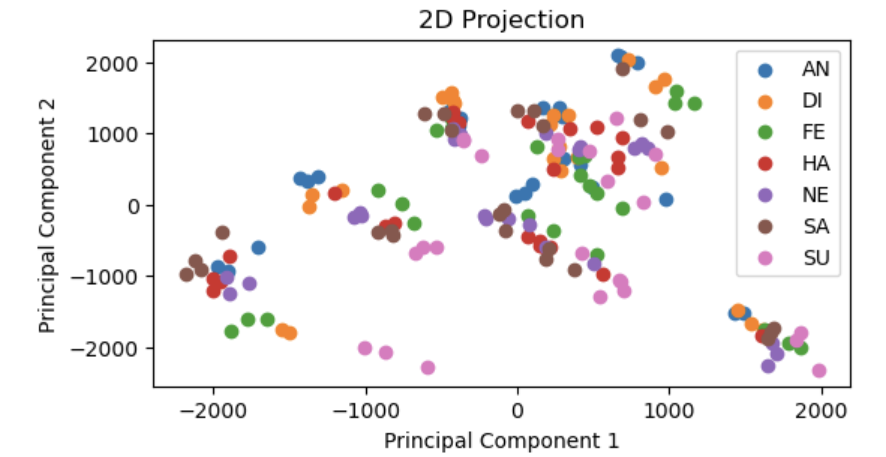 2D Projection
Principal Component 2
2000
1000
0
−1000
−2000
AN
DI
FE
HA
NE
SA
SU
−2000 −1000 0 1000 2000
Principal Component 1